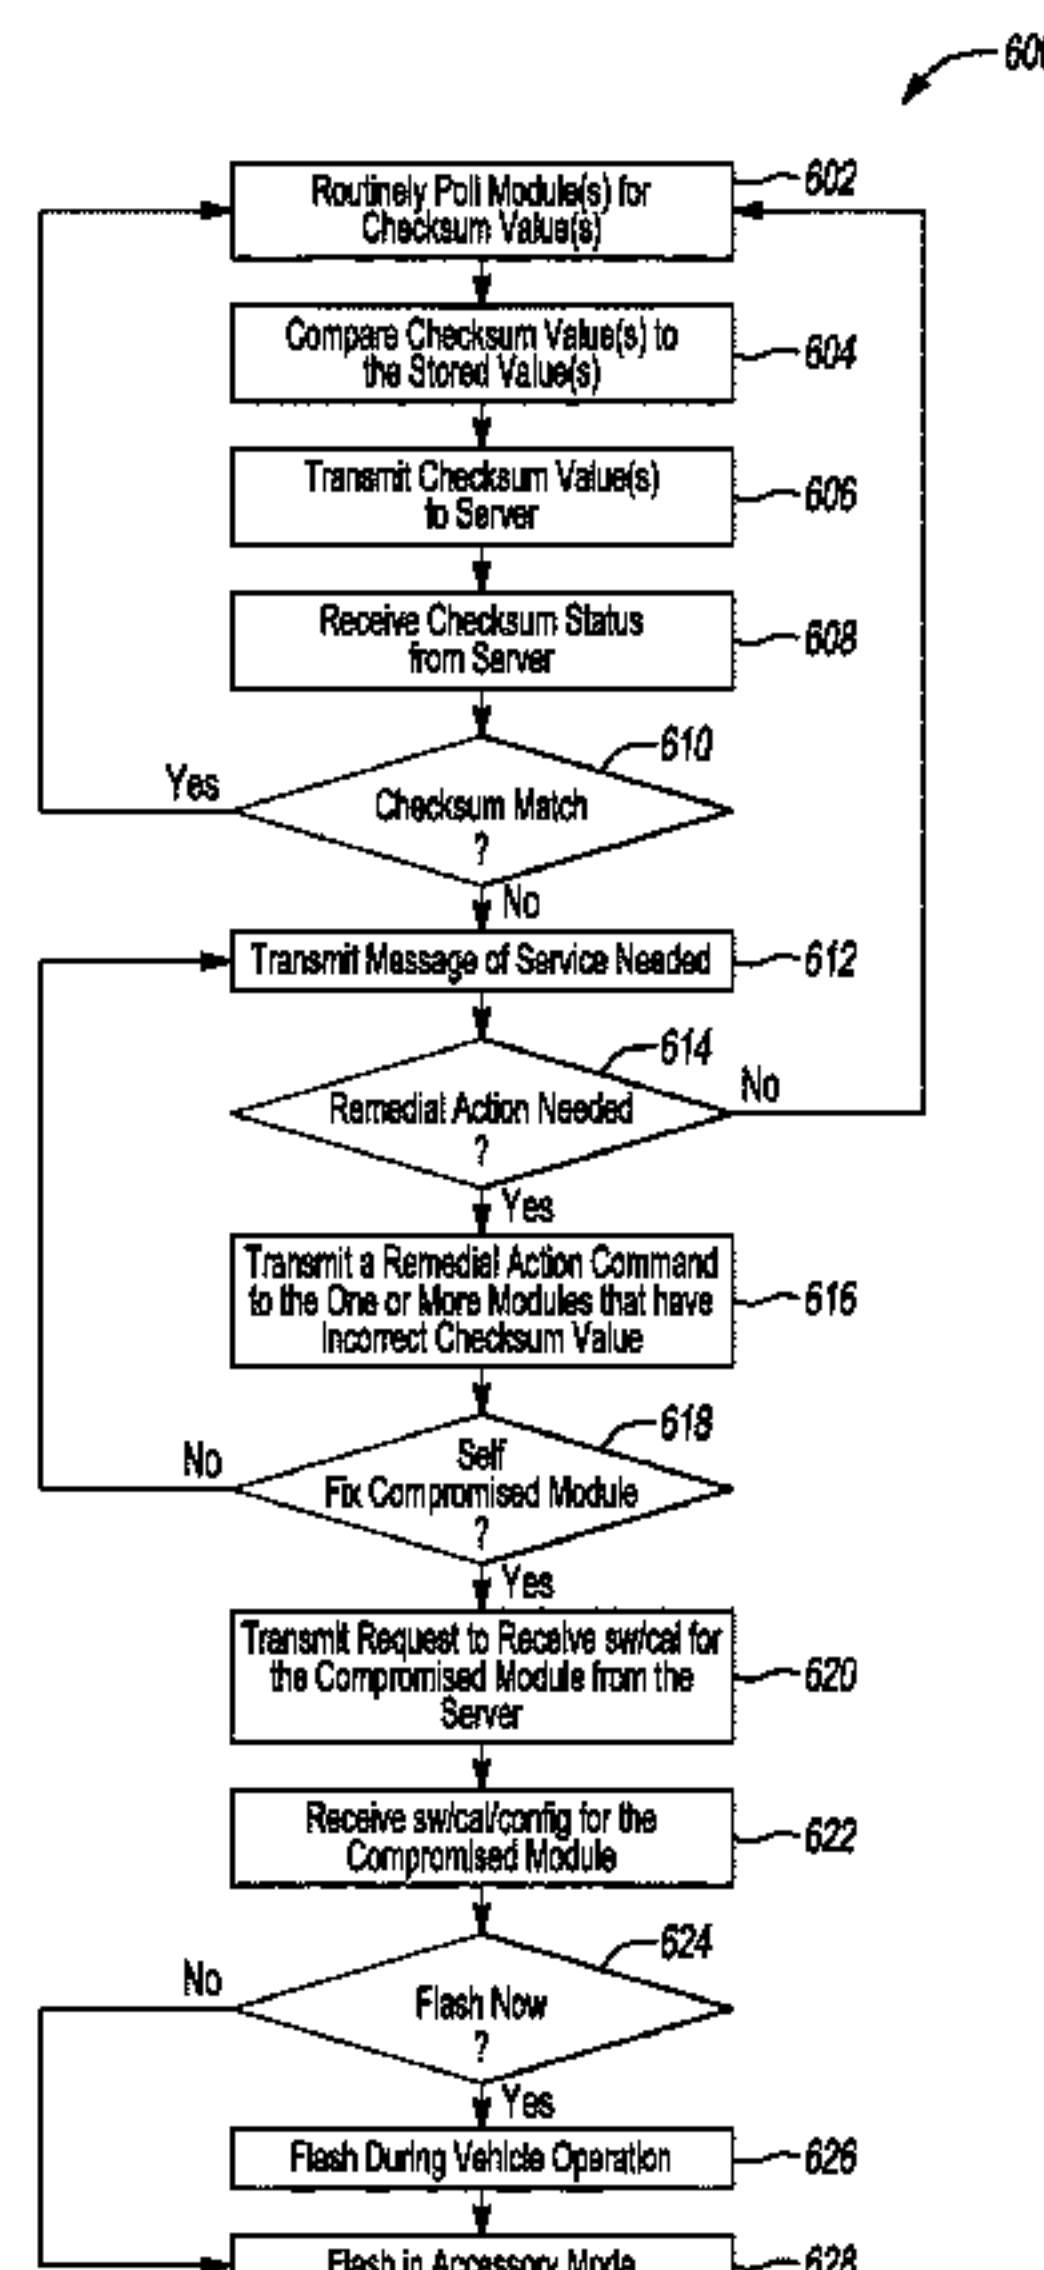 600
Routinely Poll Module(s) for
Checksum Value(s)
602
Compare Checksum Value(s) to
the Stored Value(s)
604
Transmit Checksum Value(s)
to Server
606
Receive Checksum Status
from Server
608
610
Yes
Checksum Match
?
No
Transmit Message of Service Needed
612
614
No
Remedial Action Needed
?
Yes
Transmit a Remedial Action Command
to the One or More Modules that have
Incorrect Checksum Value
616
618
No
Self
Fix Compromised Module
?
Yes
Transmit Request to Receive sw/cal for
the Compromised Module from the
Server
620
Receive sw/cal/config for the
Compromised Module
622
624
No
Flash Now
?
Yes
Flash During Vehicle Operation
626
Flash in Accessory Mode
628